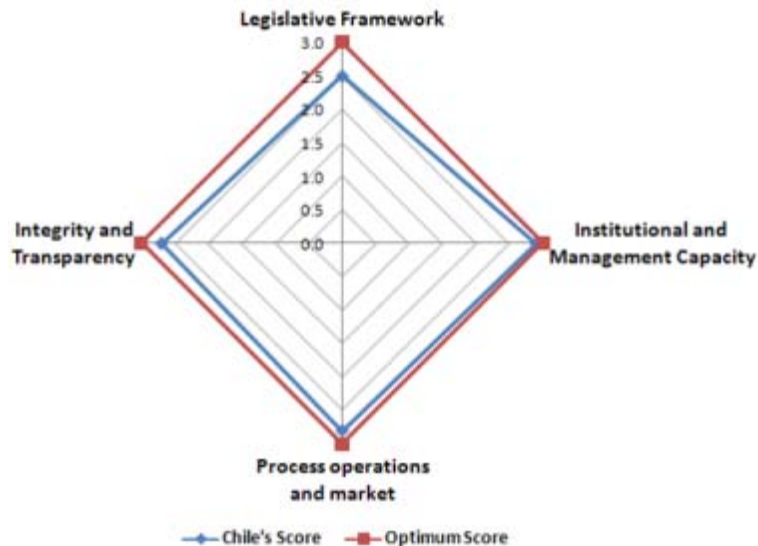 Legislative Framework
3.0
2.5
2.0
1.5
1.0
0.5
0.0
Integrity and
Transparency
Institutional and
Management Capacity
Process operations
and market
Chile's Score
Optimum Score